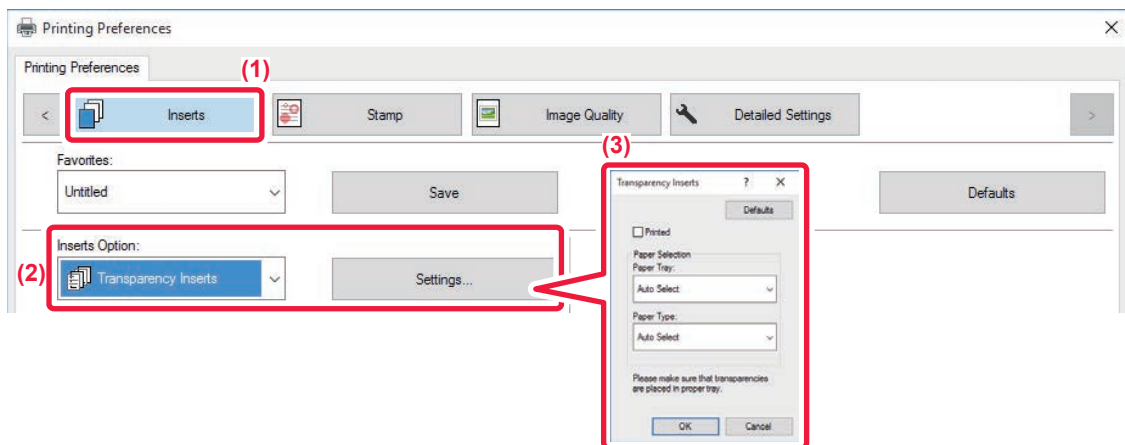 Printing Preferences
Printing Preferences
(1)
< Inserts Stamp Image Quality Detailed Settings >
Favorites:
Untitled Save Defaults
(2)
Inserts Option:
Transparency Inserts Settings...
(3)
Transparency Inserts ? X
Defaults
Printed
Paper Selection
Paper Tray:
Auto Select
Paper Type:
Auto Select
Please make sure that transparencies
are placed in proper tray.
OK Cancel